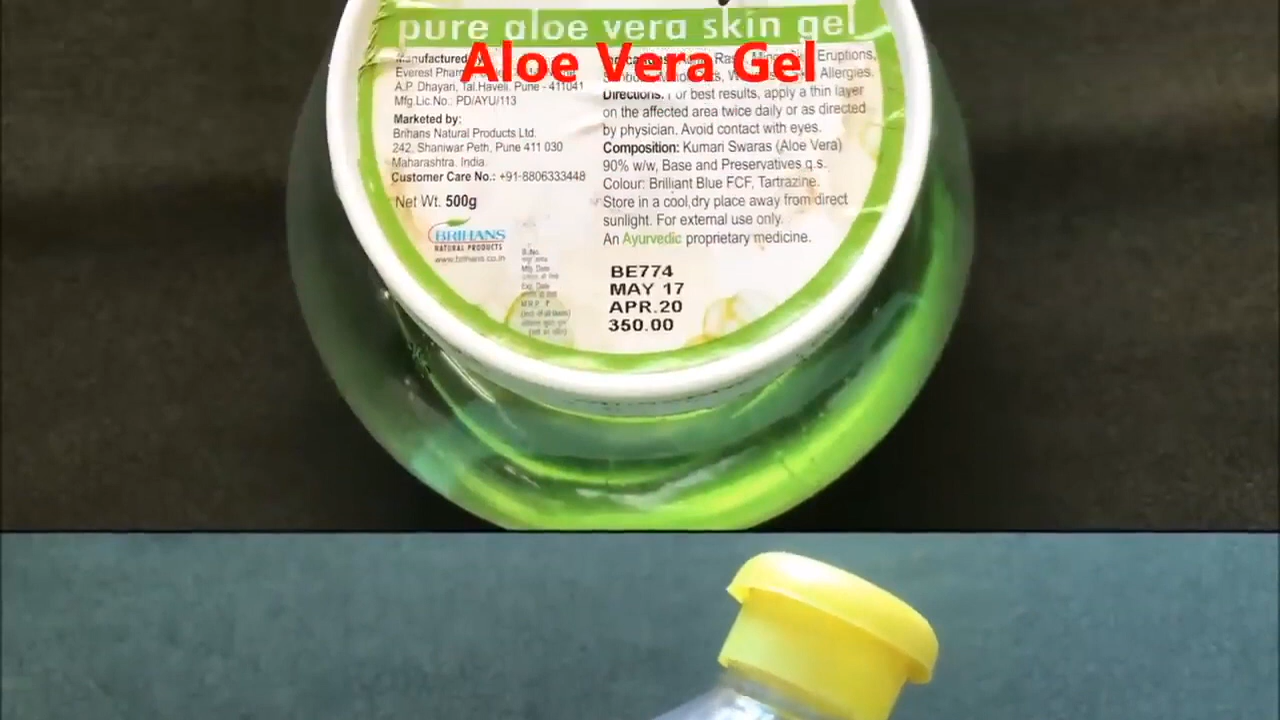 pure aloe vera skin gel
Aloe Vera Gel
Manufactured
Everest
A.P. Dhayan, Tal.Haveli. Pune - 411041
Mfg.Lic.No.: PD/AYU/113
Marketed by:
Brihans Natural Products Ltd.
242, Shaniwar Peth, Pune 411 030
Maharashtra, India.
Customer Care No.: +91-8806333448
Net Wt. 500g
BRIHANS
NATURAL PRODUCTS
www.brihans.co.in
Eruptions,
Allergies.
Directions: For best results, apply a thin layer
on the affected area twice daily or as directed
by physician. Avoid contact with eyes.
Composition: Kumari Swaras (Aloe Vera)
90% w/w, Base and Preservatives q.s.
Colour: Brilliant Blue FCF, Tartrazine.
Store in a cool,dry place away from direct
sunlight. For external use only.
An Ayurvedic proprietary medicine.
B.No.
Mfg. Date
Exp. Date
M.R.P. ₹
BE774
MAY 17
APR.20
350.00